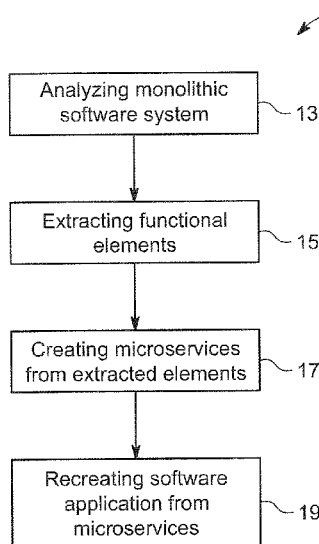 Analyzing monolithic
software system
13
Extracting functional
elements
15
Creating microservices
from extracted elements
17
Recreating software
application from
microservices
19